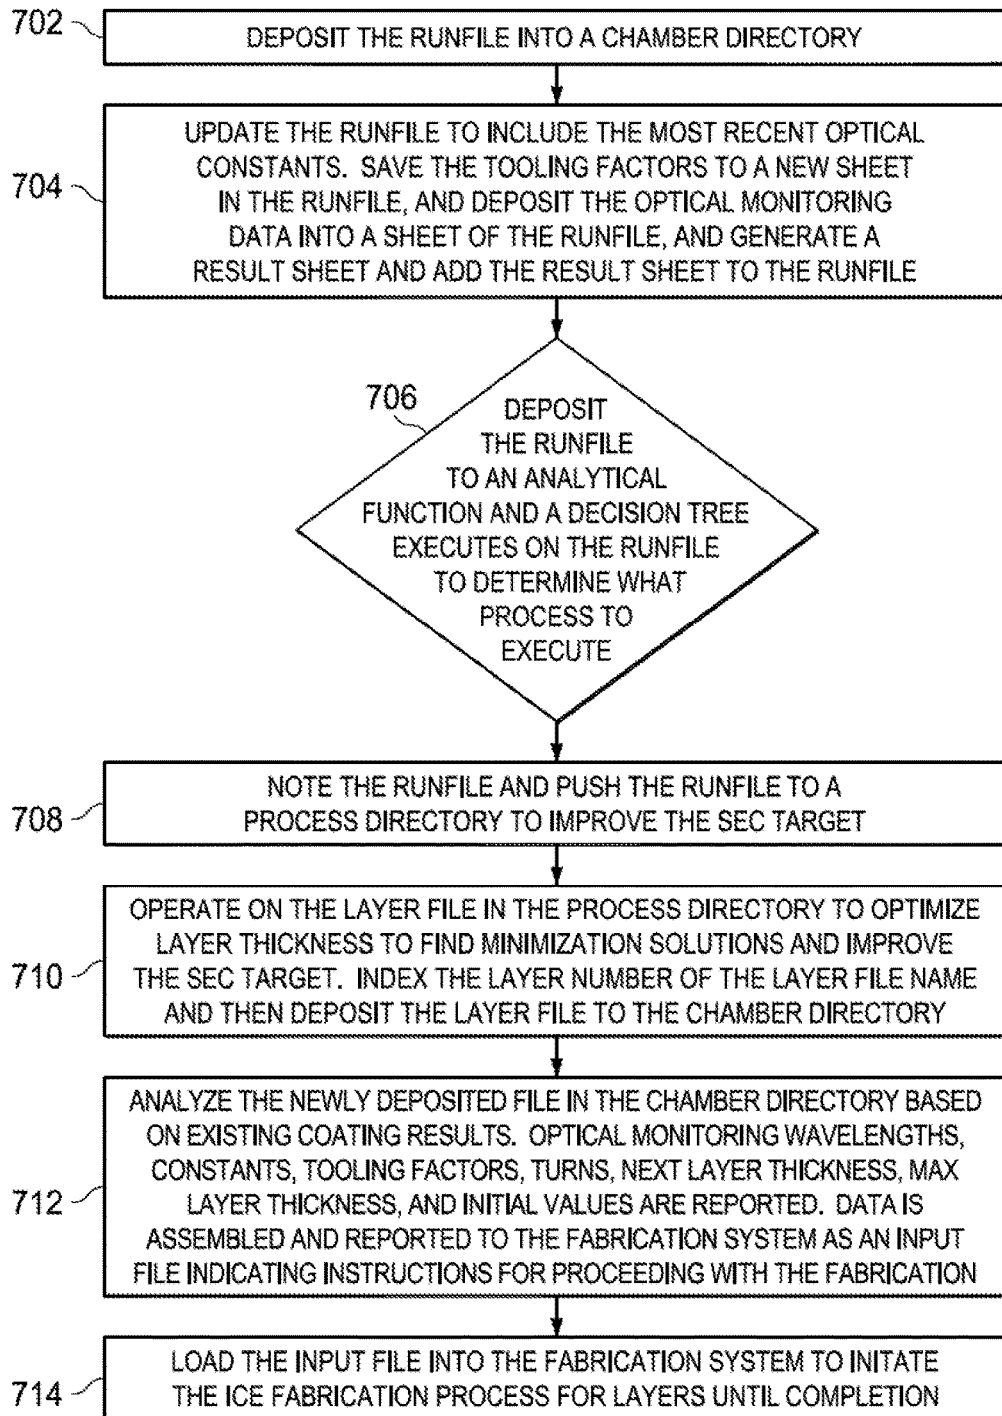 702
DEPOSIT THE RUNFILE INTO A CHAMBER DIRECTORY
704
UPDATE THE RUNFILE TO INCLUDE THE MOST RECENT OPTICAL
CONSTANTS. SAVE THE TOOLING FACTORS TO A NEW SHEET
IN THE RUNFILE, AND DEPOSIT THE OPTICAL MONITORING
DATA INTO A SHEET OF THE RUNFILE, AND GENERATE A
RESULT SHEET AND ADD THE RESULT SHEET TO THE RUNFILE
706
DEPOSIT
THE RUNFILE
TO AN ANALYTICAL
FUNCTION AND A DECISION TREE
EXECUTES ON THE RUNFILE
TO DETERMINE WHAT
PROCESS TO
EXECUTE
708
NOTE THE RUNFILE AND PUSH THE RUNFILE TO A
PROCESS DIRECTORY TO IMPROVE THE SEC TARGET
710
OPERATE ON THE LAYER FILE IN THE PROCESS DIRECTORY TO OPTIMIZE
LAYER THICKNESS TO FIND MINIMIZATION SOLUTIONS AND IMPROVE
THE SEC TARGET. INDEX THE LAYER NUMBER OF THE LAYER FILE NAME
AND THEN DEPOSIT THE LAYER FILE TO THE CHAMBER DIRECTORY
712
ANALYZE THE NEWLY DEPOSITED FILE IN THE CHAMBER DIRECTORY BASED
ON EXISTING COATING RESULTS. OPTICAL MONITORING WAVELENGTHS,
CONSTANTS, TOOLING FACTORS, TURNS, NEXT LAYER THICKNESS, MAX
LAYER THICKNESS, AND INITIAL VALUES ARE REPORTED. DATA IS
ASSEMBLED AND REPORTED TO THE FABRICATION SYSTEM AS AN INPUT
FILE INDICATING INSTRUCTIONS FOR PROCEEDING WITH THE FABRICATION
714
LOAD THE INPUT FILE INTO THE FABRICATION SYSTEM TO INITATE
THE ICE FABRICATION PROCESS FOR LAYERS UNTIL COMPLETION